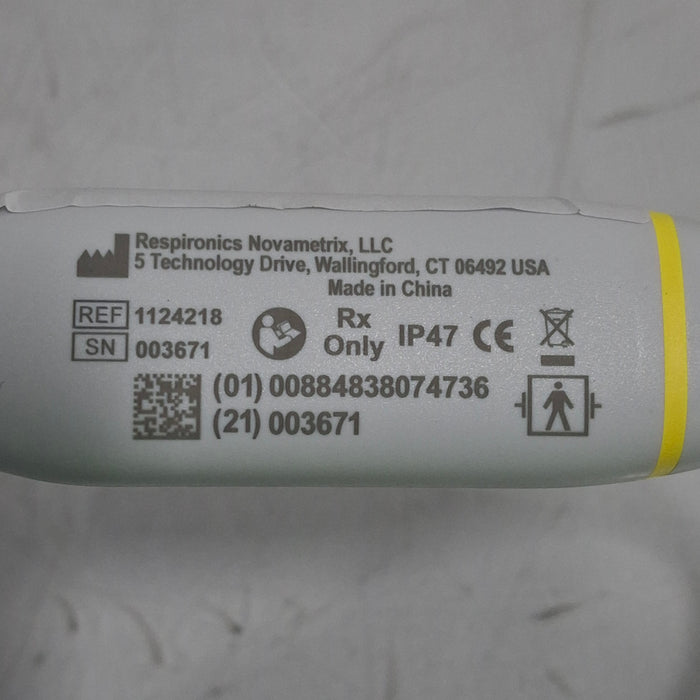 Respironics Novametrix, LLC
5 Technology Drive, Wallingford, CT 06492 USA
Made in China
REF 1124218
SN 003671
Rx Only
IP47 CE
(01) 00884838074736
(21) 003671